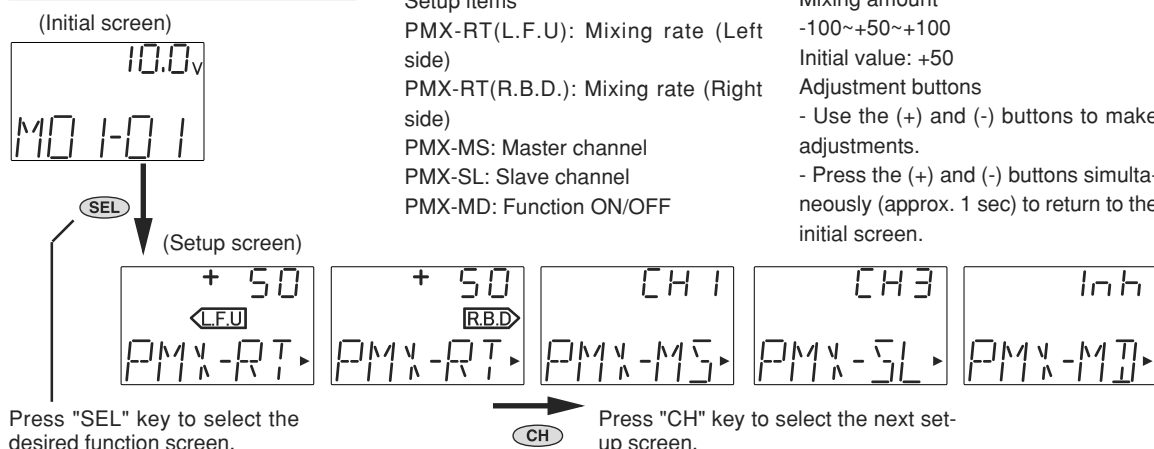 (Initial screen)
10.0V
M01-01
SEL
(Setup screen)
Setup items
PMX-RT(L.F.U): Mixing rate (Left
side)
PMX-RT(R.B.D.): Mixing rate (Right
side)
PMX-MS: Master channel
PMX-SL: Slave channel
PMX-MD: Function ON/OFF
Mixing amount
-100~+50~+100
Initial value: +50
Adjustment buttons
- Use the (+) and (-) buttons to make
adjustments.
- Press the (+) and (-) buttons simulta-
neously (approx. 1 sec) to return to the
initial screen.
+ 50
L.F.U
PMX-RT
+ 50
R.B.D
PMX-RT
CH 1
PMX-MS
CH 3
PMX-SL
Inh
PMX-MD
Press "SEL" key to select the
desired function screen.
CH
Press "CH" key to select the next set-
up screen.